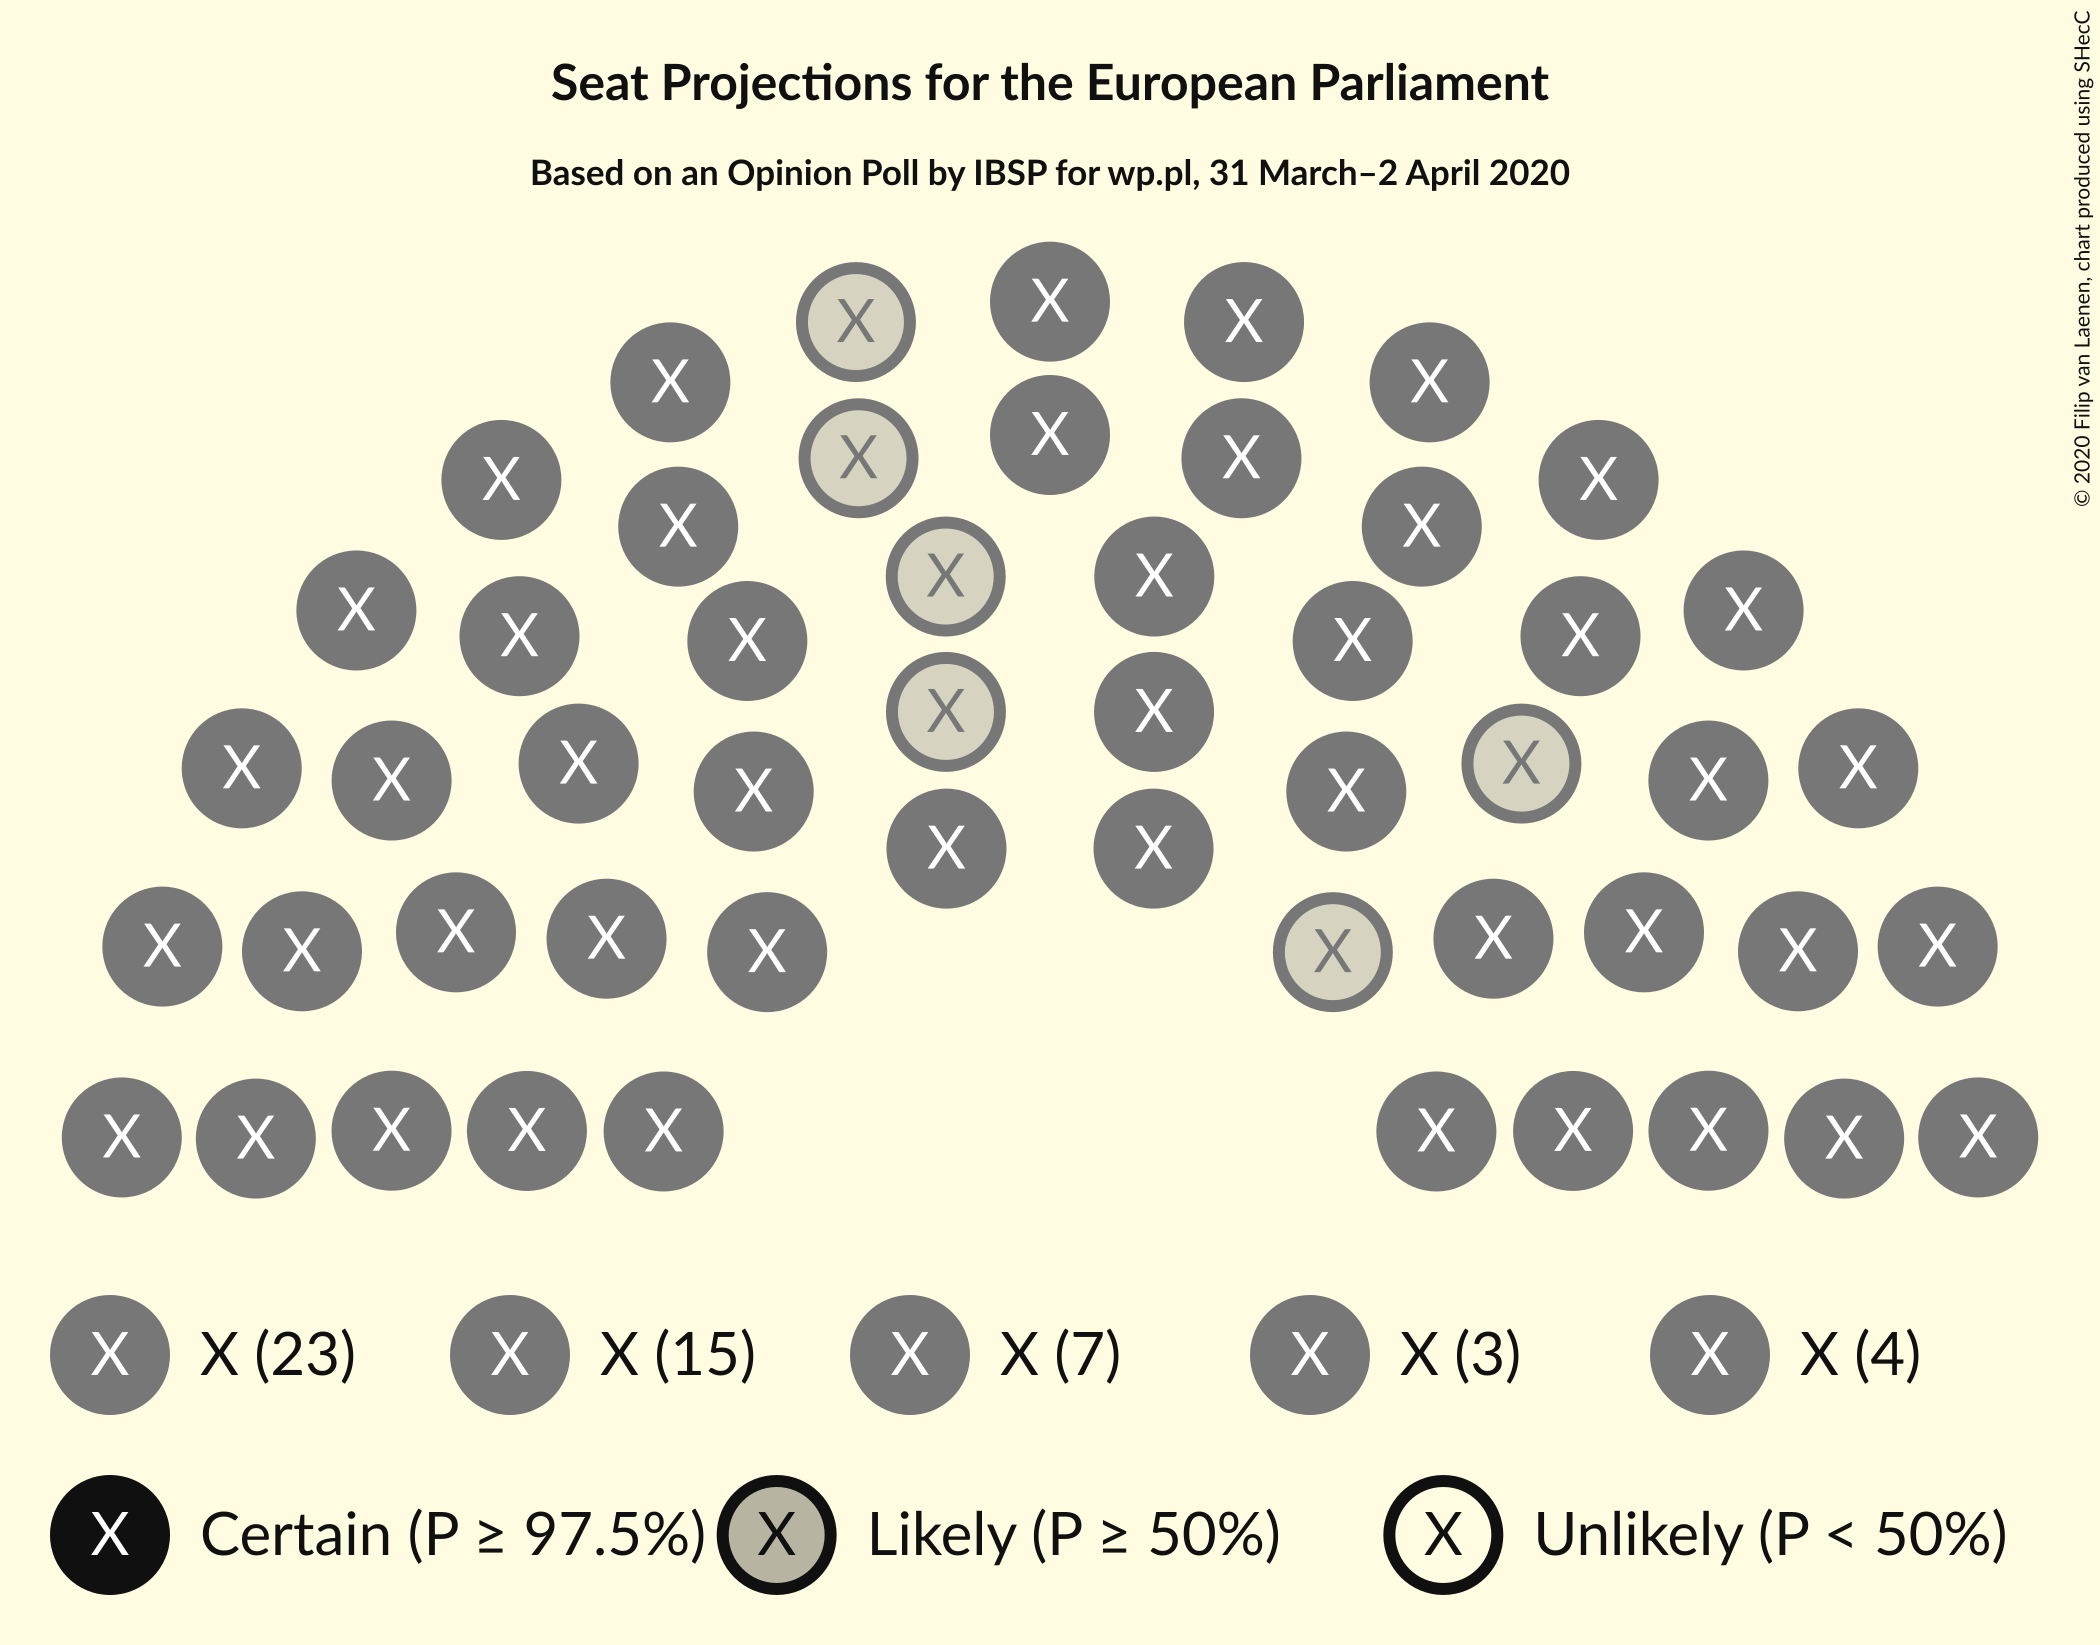 Seat Projections for the European Parliament
Based on an Opinion Poll by IBSP for wp.pl, 31 March–2 April 2020
© 2020 Filip van Laenen, chart produced using SHecC
X X X
X X
X X X
X X
X X
X X
X X X X
X X
X X
X X X X
X X
X X X X
X X
X X X X X X X X X X
X X X X X X X X X X
X X (23) X X (15) X X (7) X X (3) X X (4)
X Certain (P ≥ 97.5%) X Likely (P ≥ 50%) X Unlikely (P < 50%)